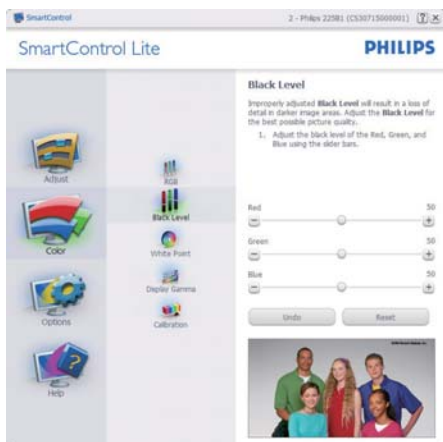 SmartControl
2 - Philips 225B1 (CS30715000001)
SmartControl Lite
PHILIPS
Adjust
Color
Options
Help
RGB
Black Level
White Point
Display Gamma
Calibration
Black Level
Improperly adjusted Black Level will result in a loss of
detail in darker image areas. Adjust the Black Level for
the best possible picture quality.
1. Adjust the black level of the Red, Green, and
Blue using the slider bars.
Red 50
Green 50
Blue 50
Undo Reset